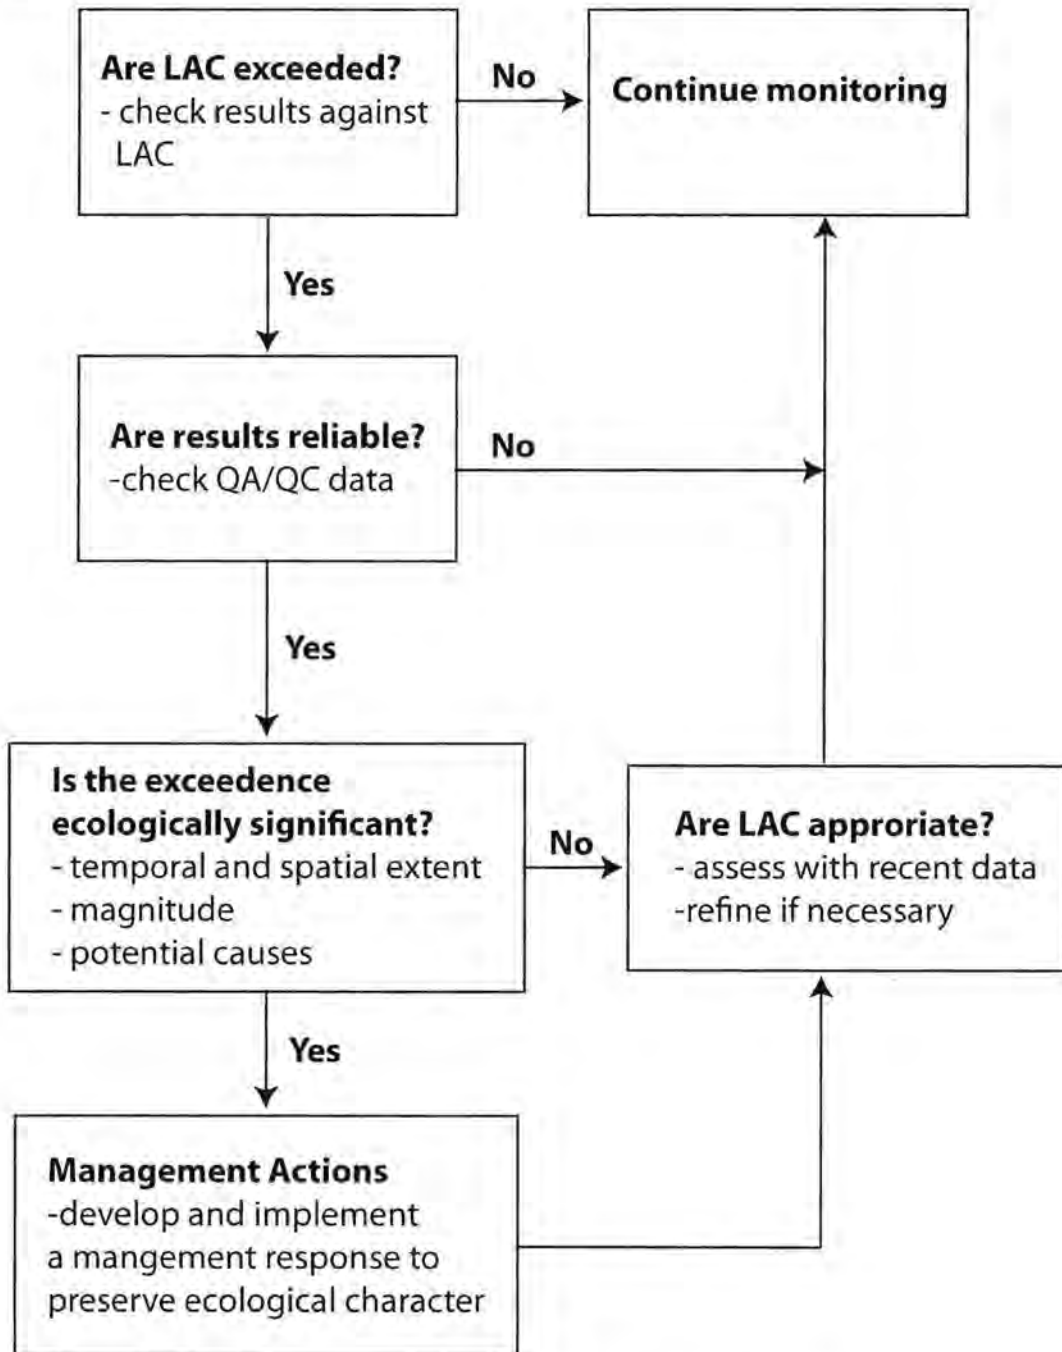 Are LAC exceeded?
- check results against
LAC
No
Continue monitoring
Yes
Are results reliable?
-check QA/QC data
No
Yes
Is the exceedence
ecologically significant?
- temporal and spatial extent
- magnitude
- potential causes
No
Are LAC approriate?
- assess with recent data
-refine if necessary
Yes
Management Actions
-develop and implement
a mangement response to
preserve ecological character